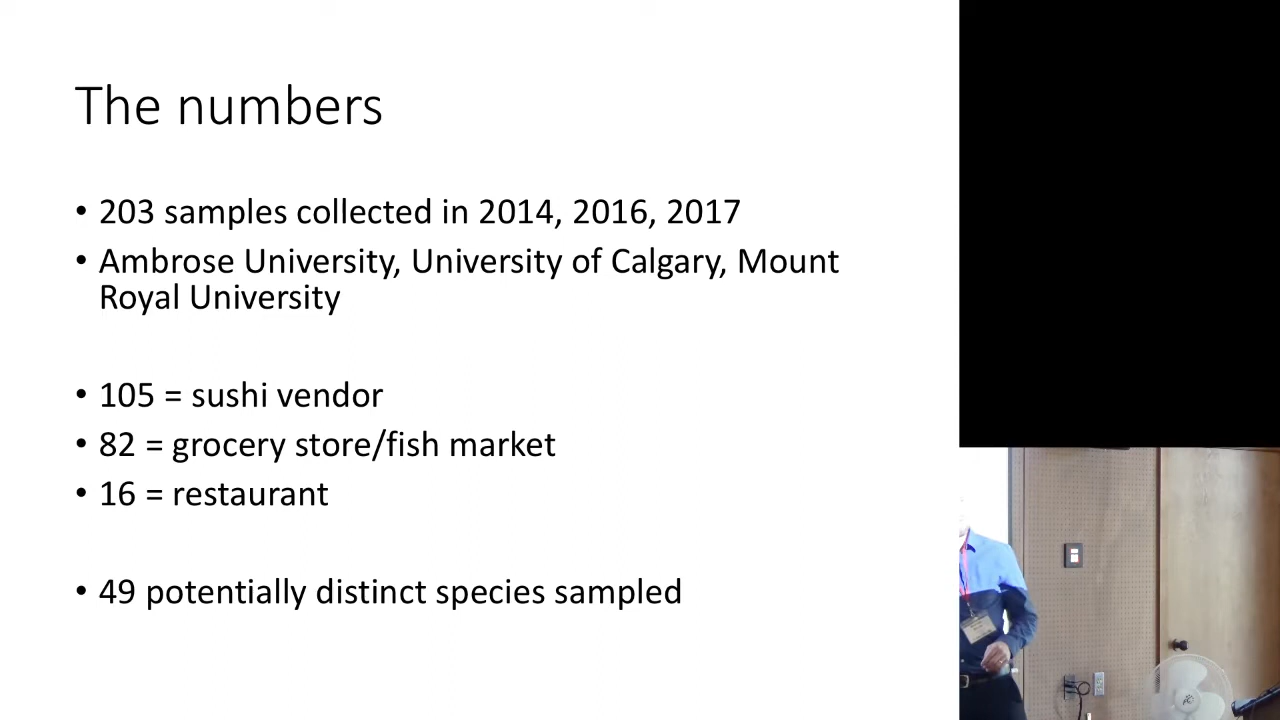 The numbers
• 203 samples collected in 2014, 2016, 2017
• Ambrose University, University of Calgary, Mount
Royal University
• 105 = sushi vendor
• 82 = grocery store/fish market
• 16 = restaurant
• 49 potentially distinct species sampled